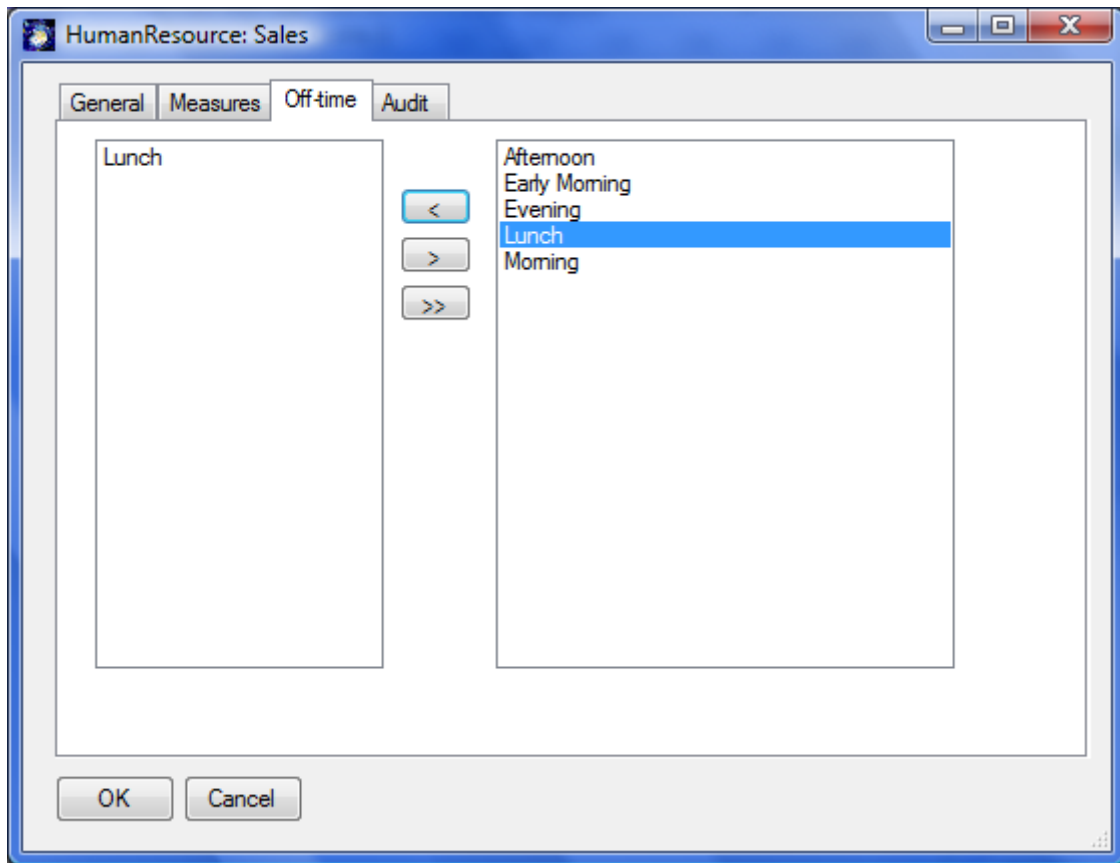 HumanResource: Sales
General Measures Off-time Audit
Lunch
<
>
>>
Afternoon
Early Morning
Evening
Lunch
Morning
OK Cancel